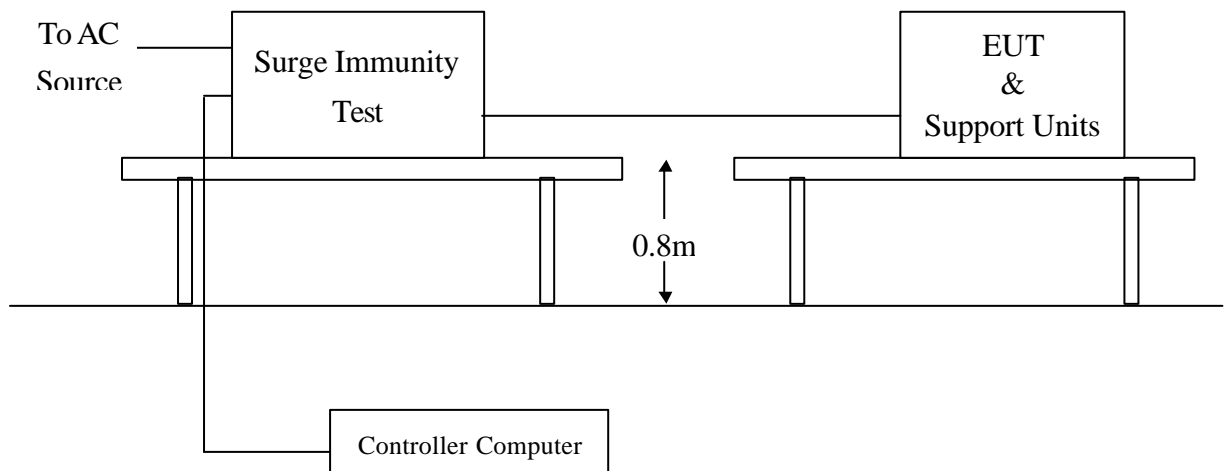 To AC
Source
Surge Immunity
Test
EUT
&
Support Units
0.8m
Controller Computer